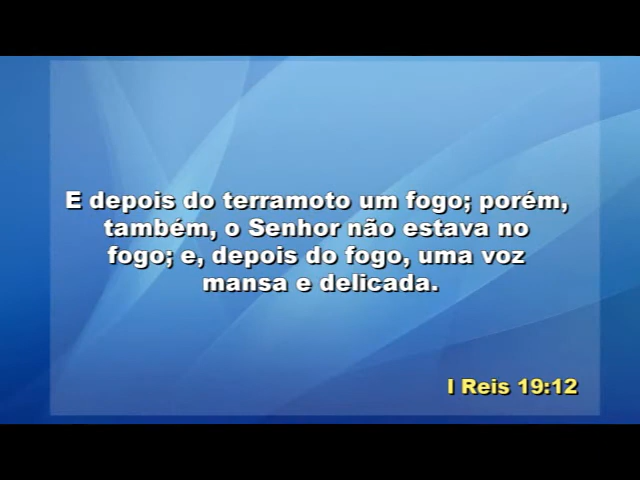 E depois do terramoto um fogo; porém,
também, o Senhor não estava no
fogo; e, depois do fogo, uma voz
mansa e delicada.
I Reis 19:12